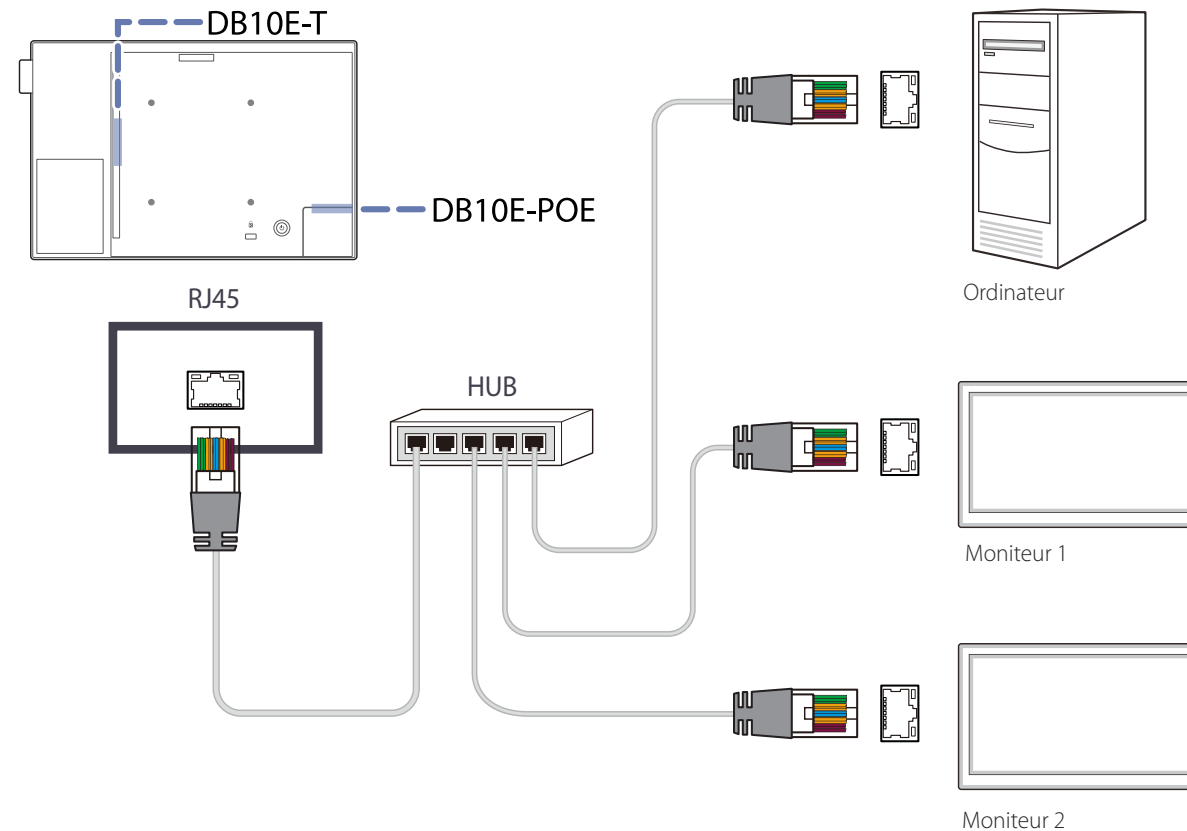 DB10E-T
DB10E-POE
RJ45
HUB
Ordinateur
Moniteur 1
Moniteur 2